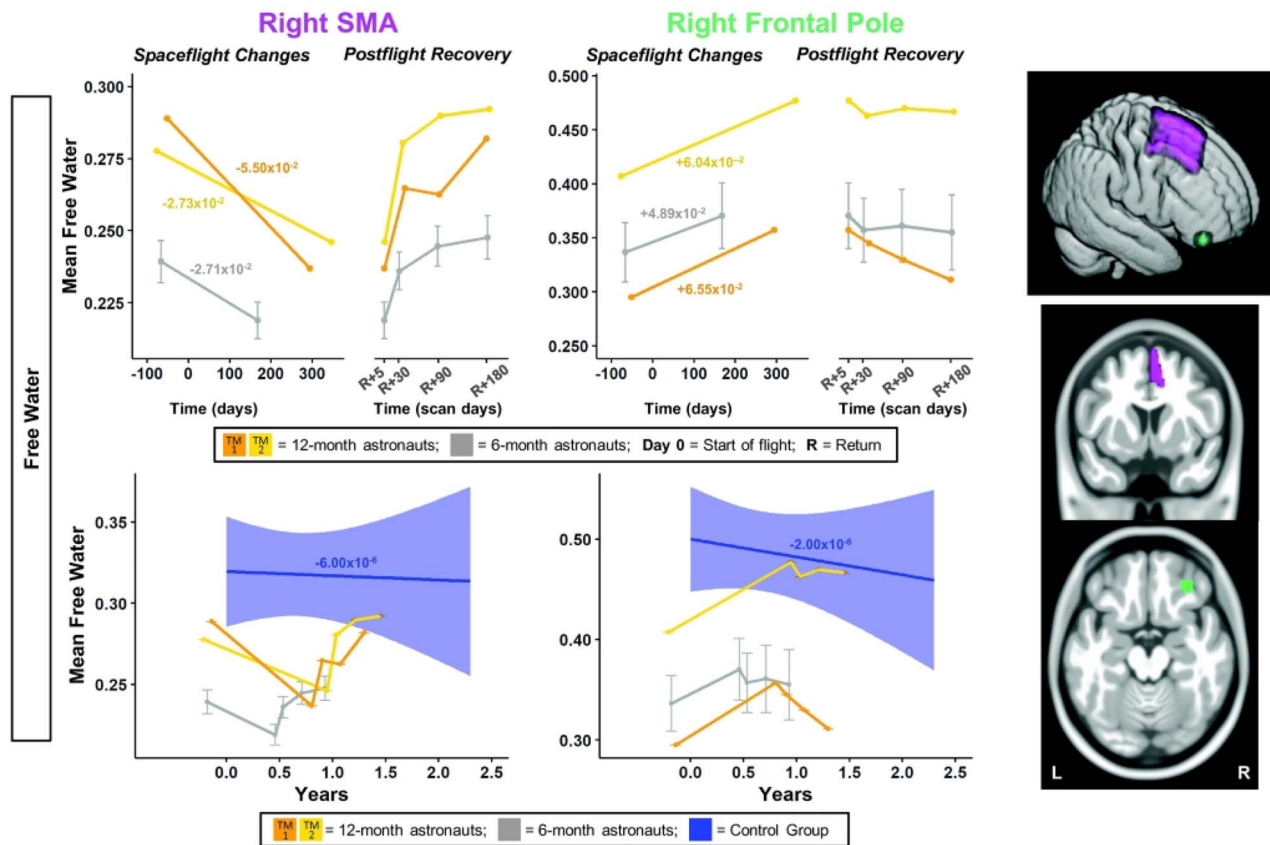 Right SMA
Right Frontal Pole
Spaceflight Changes
Postflight Recovery
Spaceflight Changes
Postflight Recovery
Free Water
Mean Free Water
0.300
0.275
0.250
0.225
-5.50x10⁻²
-2.73x10⁻²
-2.71x10⁻²
-100 0 100 200 300
R+5 R+30 R+90 R+180
Time (days)
Time (scan days)
0.500
0.450
0.400
0.350
0.300
0.250
+6.04x10⁻²
+4.89x10⁻²
+6.55x10⁻²
-100 0 100 200 300
R+5 R+30 R+90 R+180
Time (days)
Time (scan days)
TM 1 TM 2 = 12-month astronauts; = 6-month astronauts; Day 0 = Start of flight; R = Return
Mean Free Water
0.35
0.30
0.25
-6.00x10⁻⁶
0.0 0.5 1.0 1.5 2.0 2.5
Years
0.50
0.40
0.30
-2.00x10⁻⁶
0.0 0.5 1.0 1.5 2.0 2.5
Years
TM 1 TM 2 = 12-month astronauts; = 6-month astronauts; = Control Group
L R